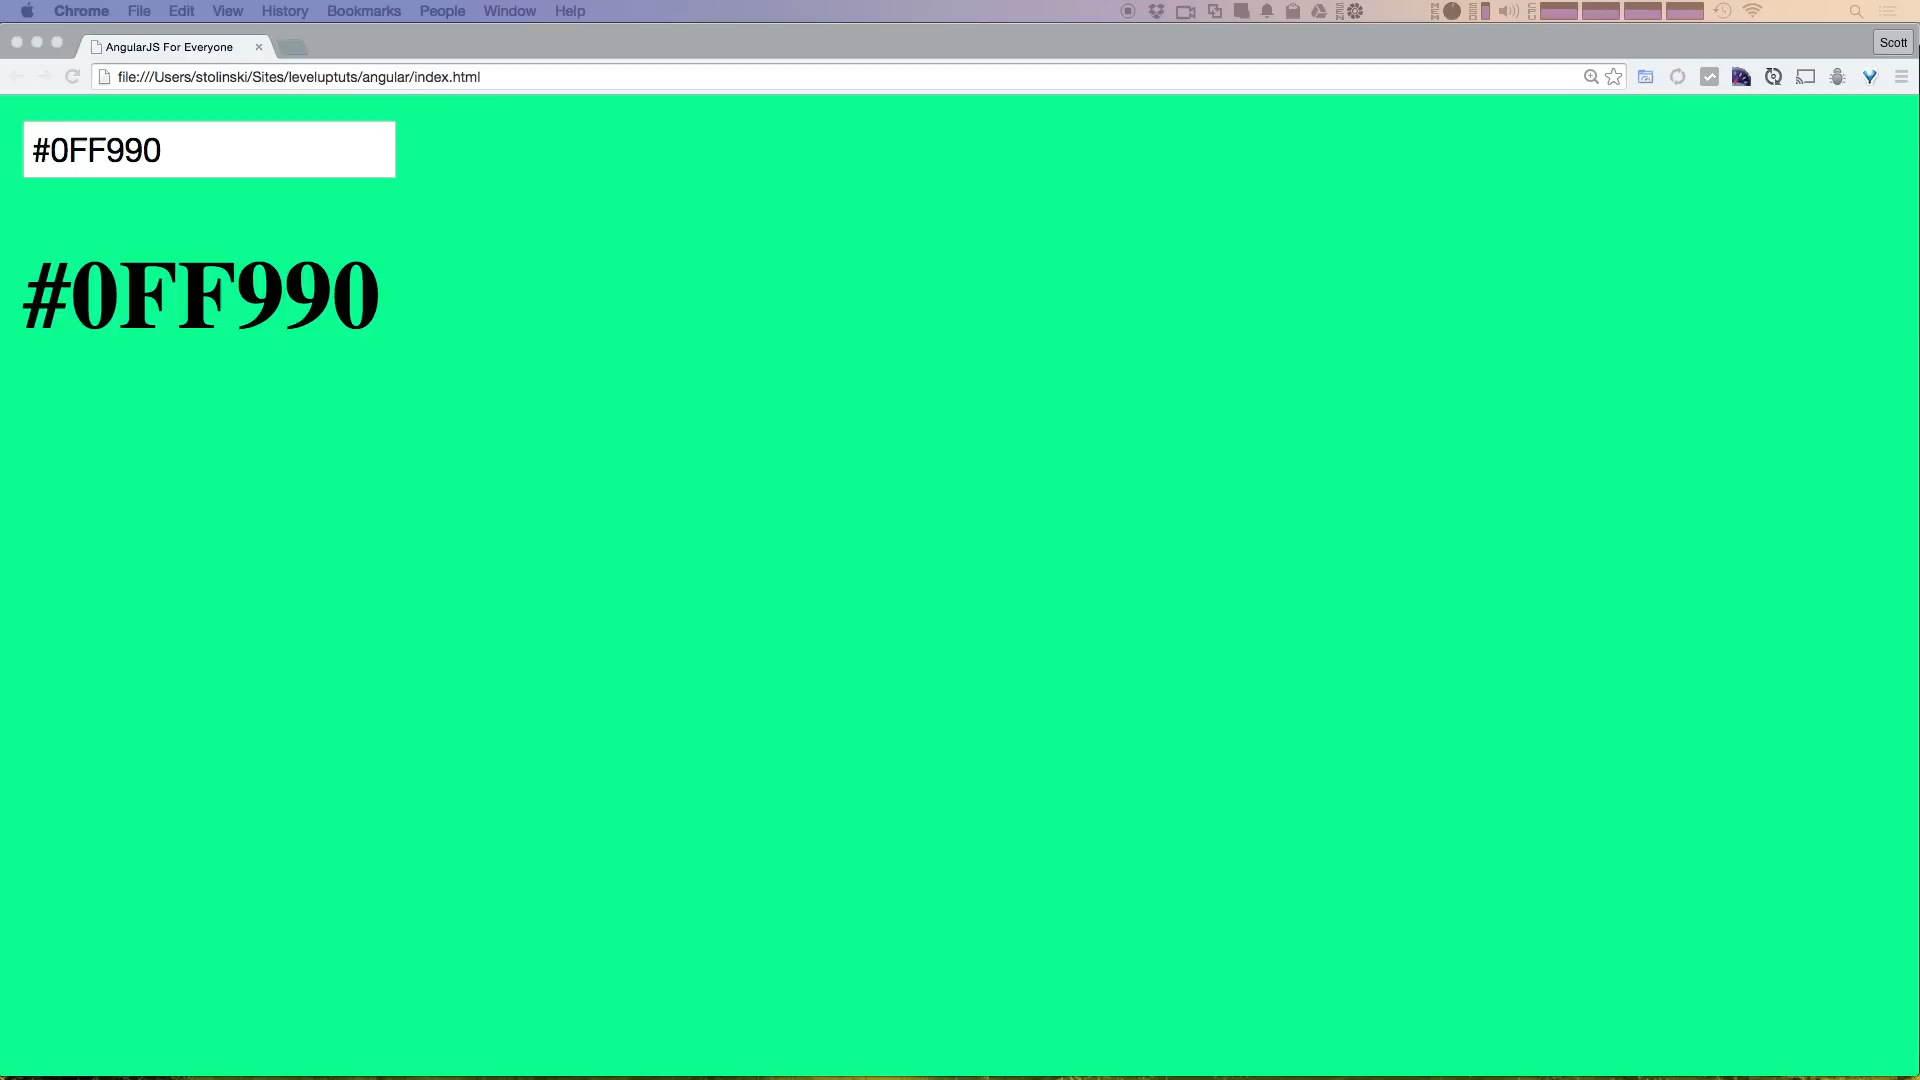 Chrome File Edit View History Bookmarks People Window Help
AngularJS For Everyone
Scott
file:///Users/stolinski/Sites/leveluptuts/angular/index.html
#0FF990
#0FF990